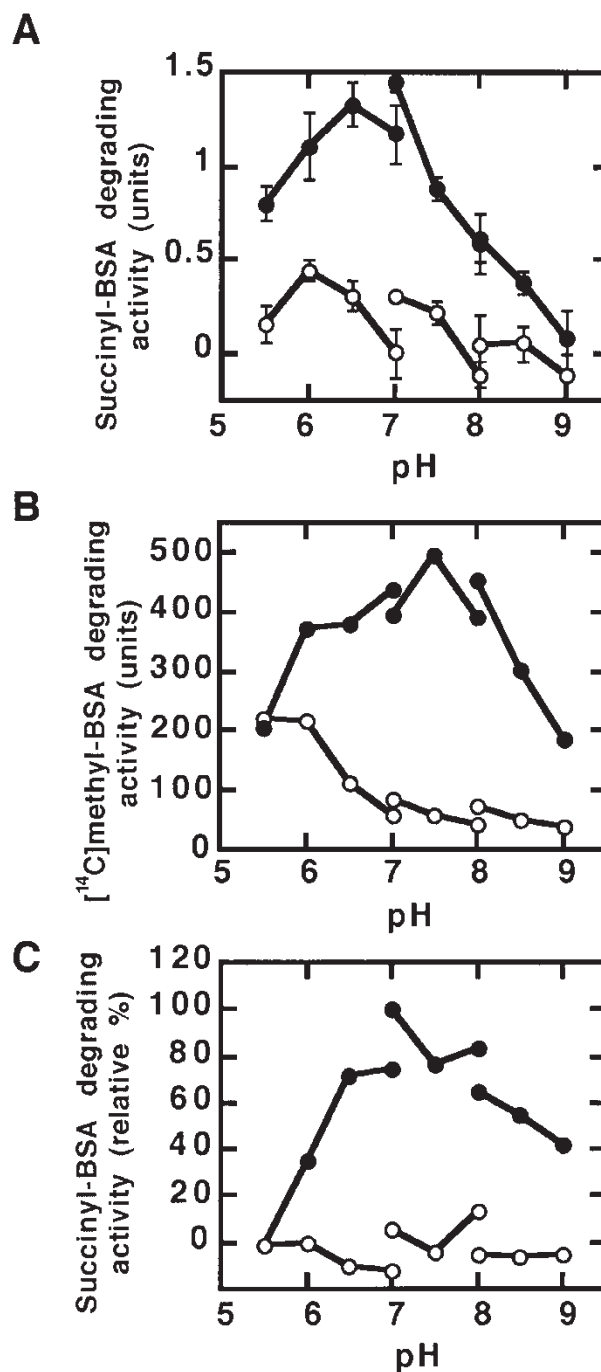 A
Succinyl-BSA degrading
activity (units)
1.5
1
0.5
0
5
6
7
8
9
pH
B
[¹⁴C]methyl-BSA degrading
activity (units)
500
400
300
200
100
0
5
6
7
8
9
pH
C
Succinyl-BSA degrading
activity (relative %)
120
100
80
60
40
20
0
5
6
7
8
9
pH